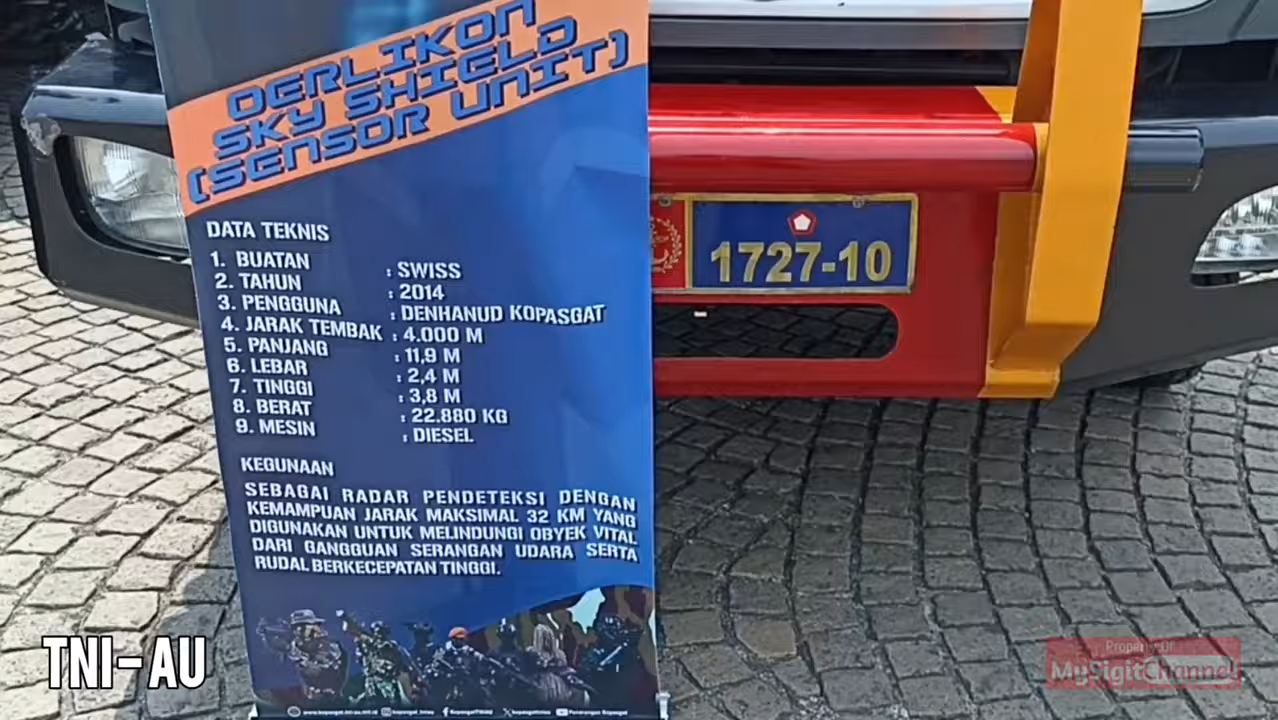 OERLIKON
SKY SHIELD
(SENSOR UNIT)
DATA TEKNIS
1. BUATAN : SWISS
2. TAHUN : 2014
3. PENGGUNA : DENHANUD KOPASGAT
4. JARAK TEMBAK : 4.000 M
5. PANJANG : 11,9 M
6. LEBAR : 2,4 M
7. TINGGI : 3,8 M
8. BERAT : 22.880 KG
9. MESIN : DIESEL
KEGUNAAN
SEBAGAI RADAR PENDETEKSI DENGAN
KEMAMPUAN JARAK MAKSIMAL 32 KM YANG
DIGUNAKAN UNTUK MELINDUNGI OBYEK VITAL
DARI GANGGUAN SERANGAN UDARA SERTA
RUDAL BERKECEPATAN TINGGI.
1727-10
TNI-AU
Property Of
MySigitChannel